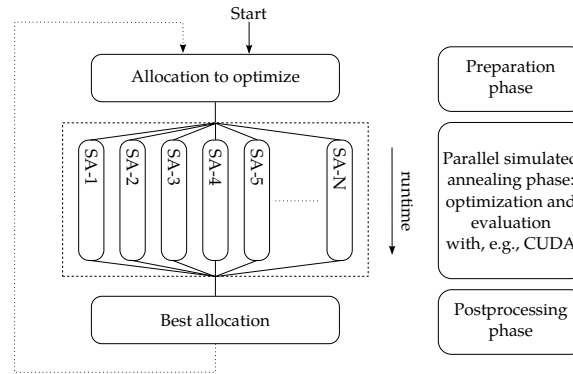 Start
Allocation to optimize
Preparation
phase
SA-1
SA-2
SA-3
SA-4
SA-5
SA-N
runtime
Parallel simulated
annealing phase:
optimization and
evaluation
with, e.g., CUDA
Best allocation
Postprocessing
phase